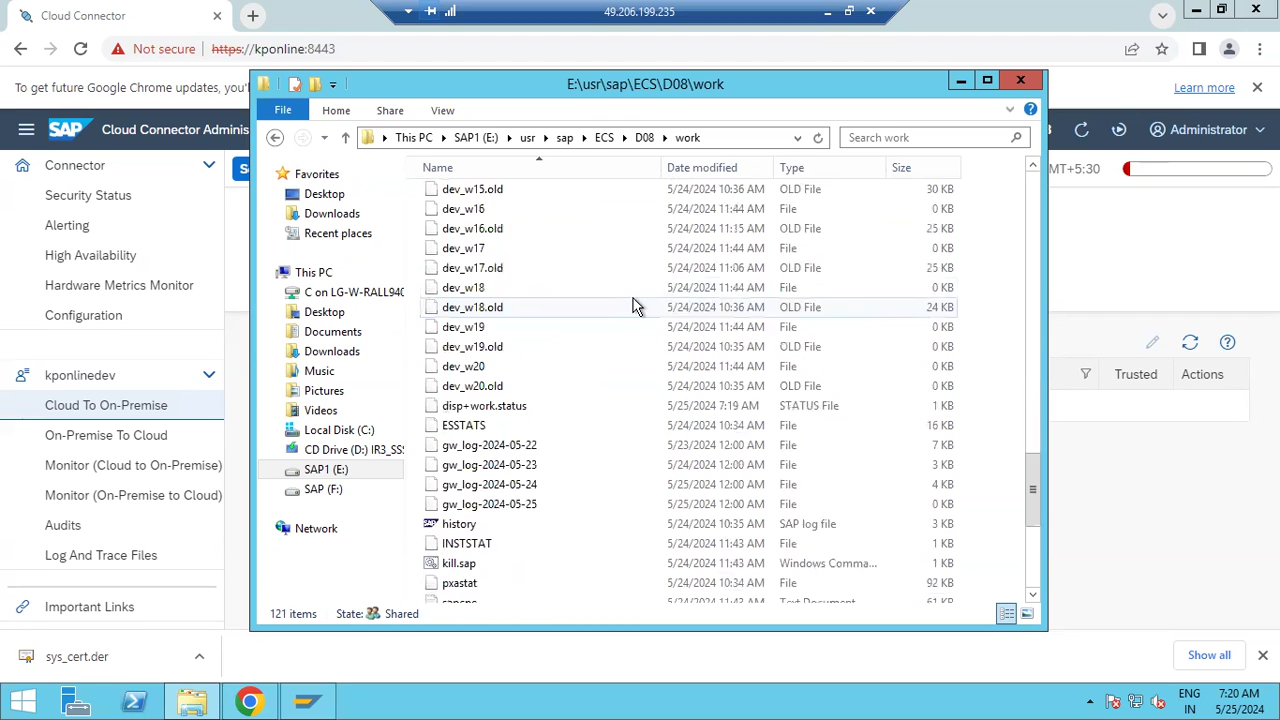 Cloud Connector
49.206.199.235
Not secure
https://kponline:8443
To get future Google Chrome updates, you'l
Learn more
SAP
Cloud Connector Adminis
Administrator
MT+5:30
Connector
Security Status
Alerting
High Availability
Hardware Metrics Monitor
Configuration
kponlinedev
Cloud To On-Premise
On-Premise To Cloud
Monitor (Cloud to On-Premise)
Monitor (On-Premise to Cloud)
Audits
Log And Trace Files
Important Links
Trusted
Actions
E:\usr\sap\ECS\D08\work
File
Home
Share
View
This PC
SAP1 (E:)
usr
sap
ECS
D08
work
Search work
Favorites
Desktop
Downloads
Recent places
This PC
C on LG-W-RALL940
Desktop
Documents
Downloads
Music
Pictures
Videos
Local Disk (C:)
CD Drive (D:) IR3_SSS
SAP1 (E:)
SAP (F:)
Network
Name
Date modified
Type
Size
dev_w15.old 5/24/2024 10:36 AM OLD File 30 KB
dev_w16 5/24/2024 11:44 AM File 0 KB
dev_w16.old 5/24/2024 11:15 AM OLD File 25 KB
dev_w17 5/24/2024 11:44 AM File 0 KB
dev_w17.old 5/24/2024 11:06 AM OLD File 25 KB
dev_w18 5/24/2024 11:44 AM File 0 KB
dev_w18.old 5/24/2024 10:36 AM OLD File 24 KB
dev_w19 5/24/2024 11:44 AM File 0 KB
dev_w19.old 5/24/2024 10:35 AM OLD File 0 KB
dev_w20 5/24/2024 11:44 AM File 0 KB
dev_w20.old 5/24/2024 10:35 AM OLD File 0 KB
disp+work.status 5/25/2024 7:19 AM STATUS File 1 KB
ESSTATS 5/24/2024 10:34 AM File 16 KB
gw_log-2024-05-22 5/23/2024 12:00 AM File 7 KB
gw_log-2024-05-23 5/24/2024 12:00 AM File 3 KB
gw_log-2024-05-24 5/25/2024 12:00 AM File 4 KB
gw_log-2024-05-25 5/25/2024 12:00 AM File 0 KB
history 5/24/2024 10:35 AM SAP log file 3 KB
INSTSTAT 5/24/2024 11:43 AM File 1 KB
kill.sap 5/24/2024 11:43 AM Windows Comma... 1 KB
pxastat 5/24/2024 10:34 AM File 92 KB
121 items
State:
Shared
sys_cert.der
Show all
ENG
IN
7:20 AM
5/25/2024